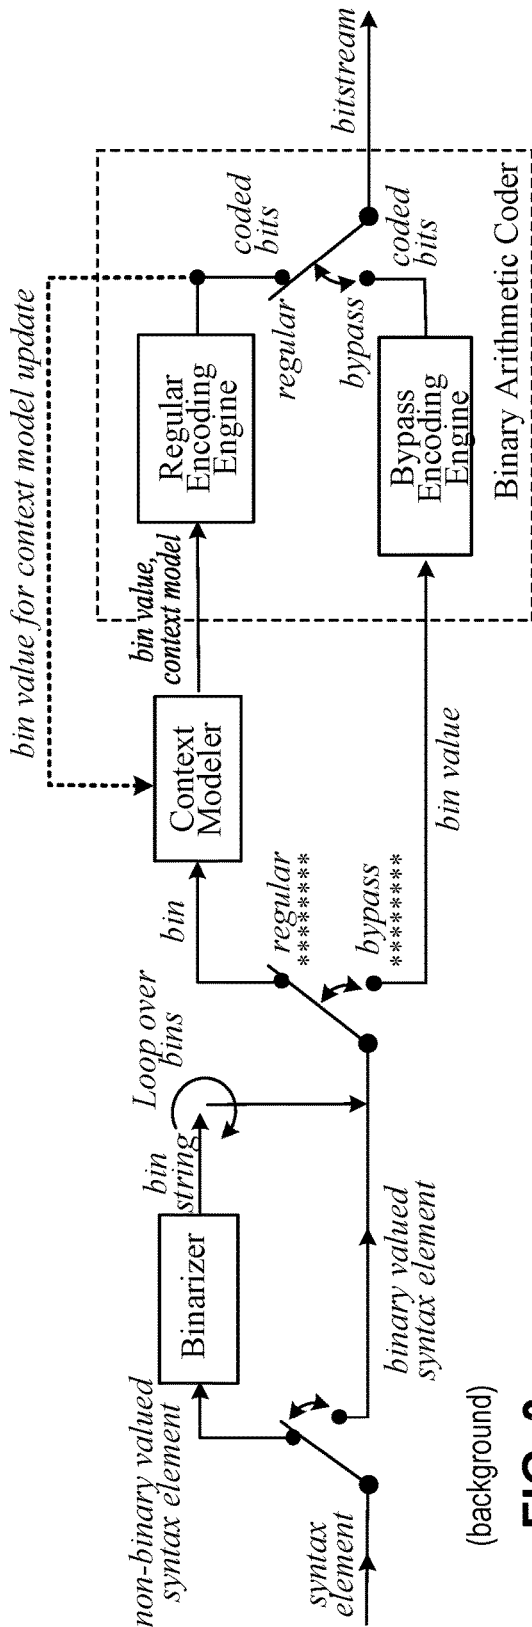 bin value for context model update
non-binary valued
syntax element
Binarizer
bin
string
Loop over
bins
bin
Context
Modeler
bin value,
context model
Regular
Encoding
Engine
coded
bits
regular
*********
regular
bitstream
syntax
element
binary valued
syntax element
bypass
********
bin value
bypass
Bypass
Encoding
Engine
coded
bits
Binary Arithmetic Coder
(background)
FIG.